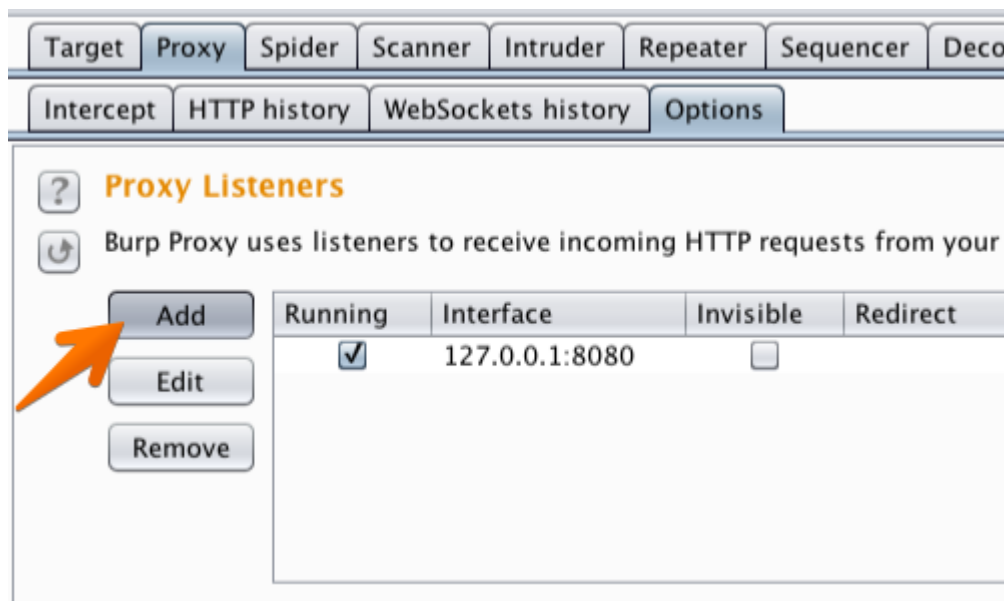 Target Proxy Spider Scanner Intruder Repeater Sequencer Deco
Intercept HTTP history WebSockets history Options
? Proxy Listeners
Burp Proxy uses listeners to receive incoming HTTP requests from your
Add Running Interface Invisible Redirect
127.0.0.1:8080
Edit
Remove